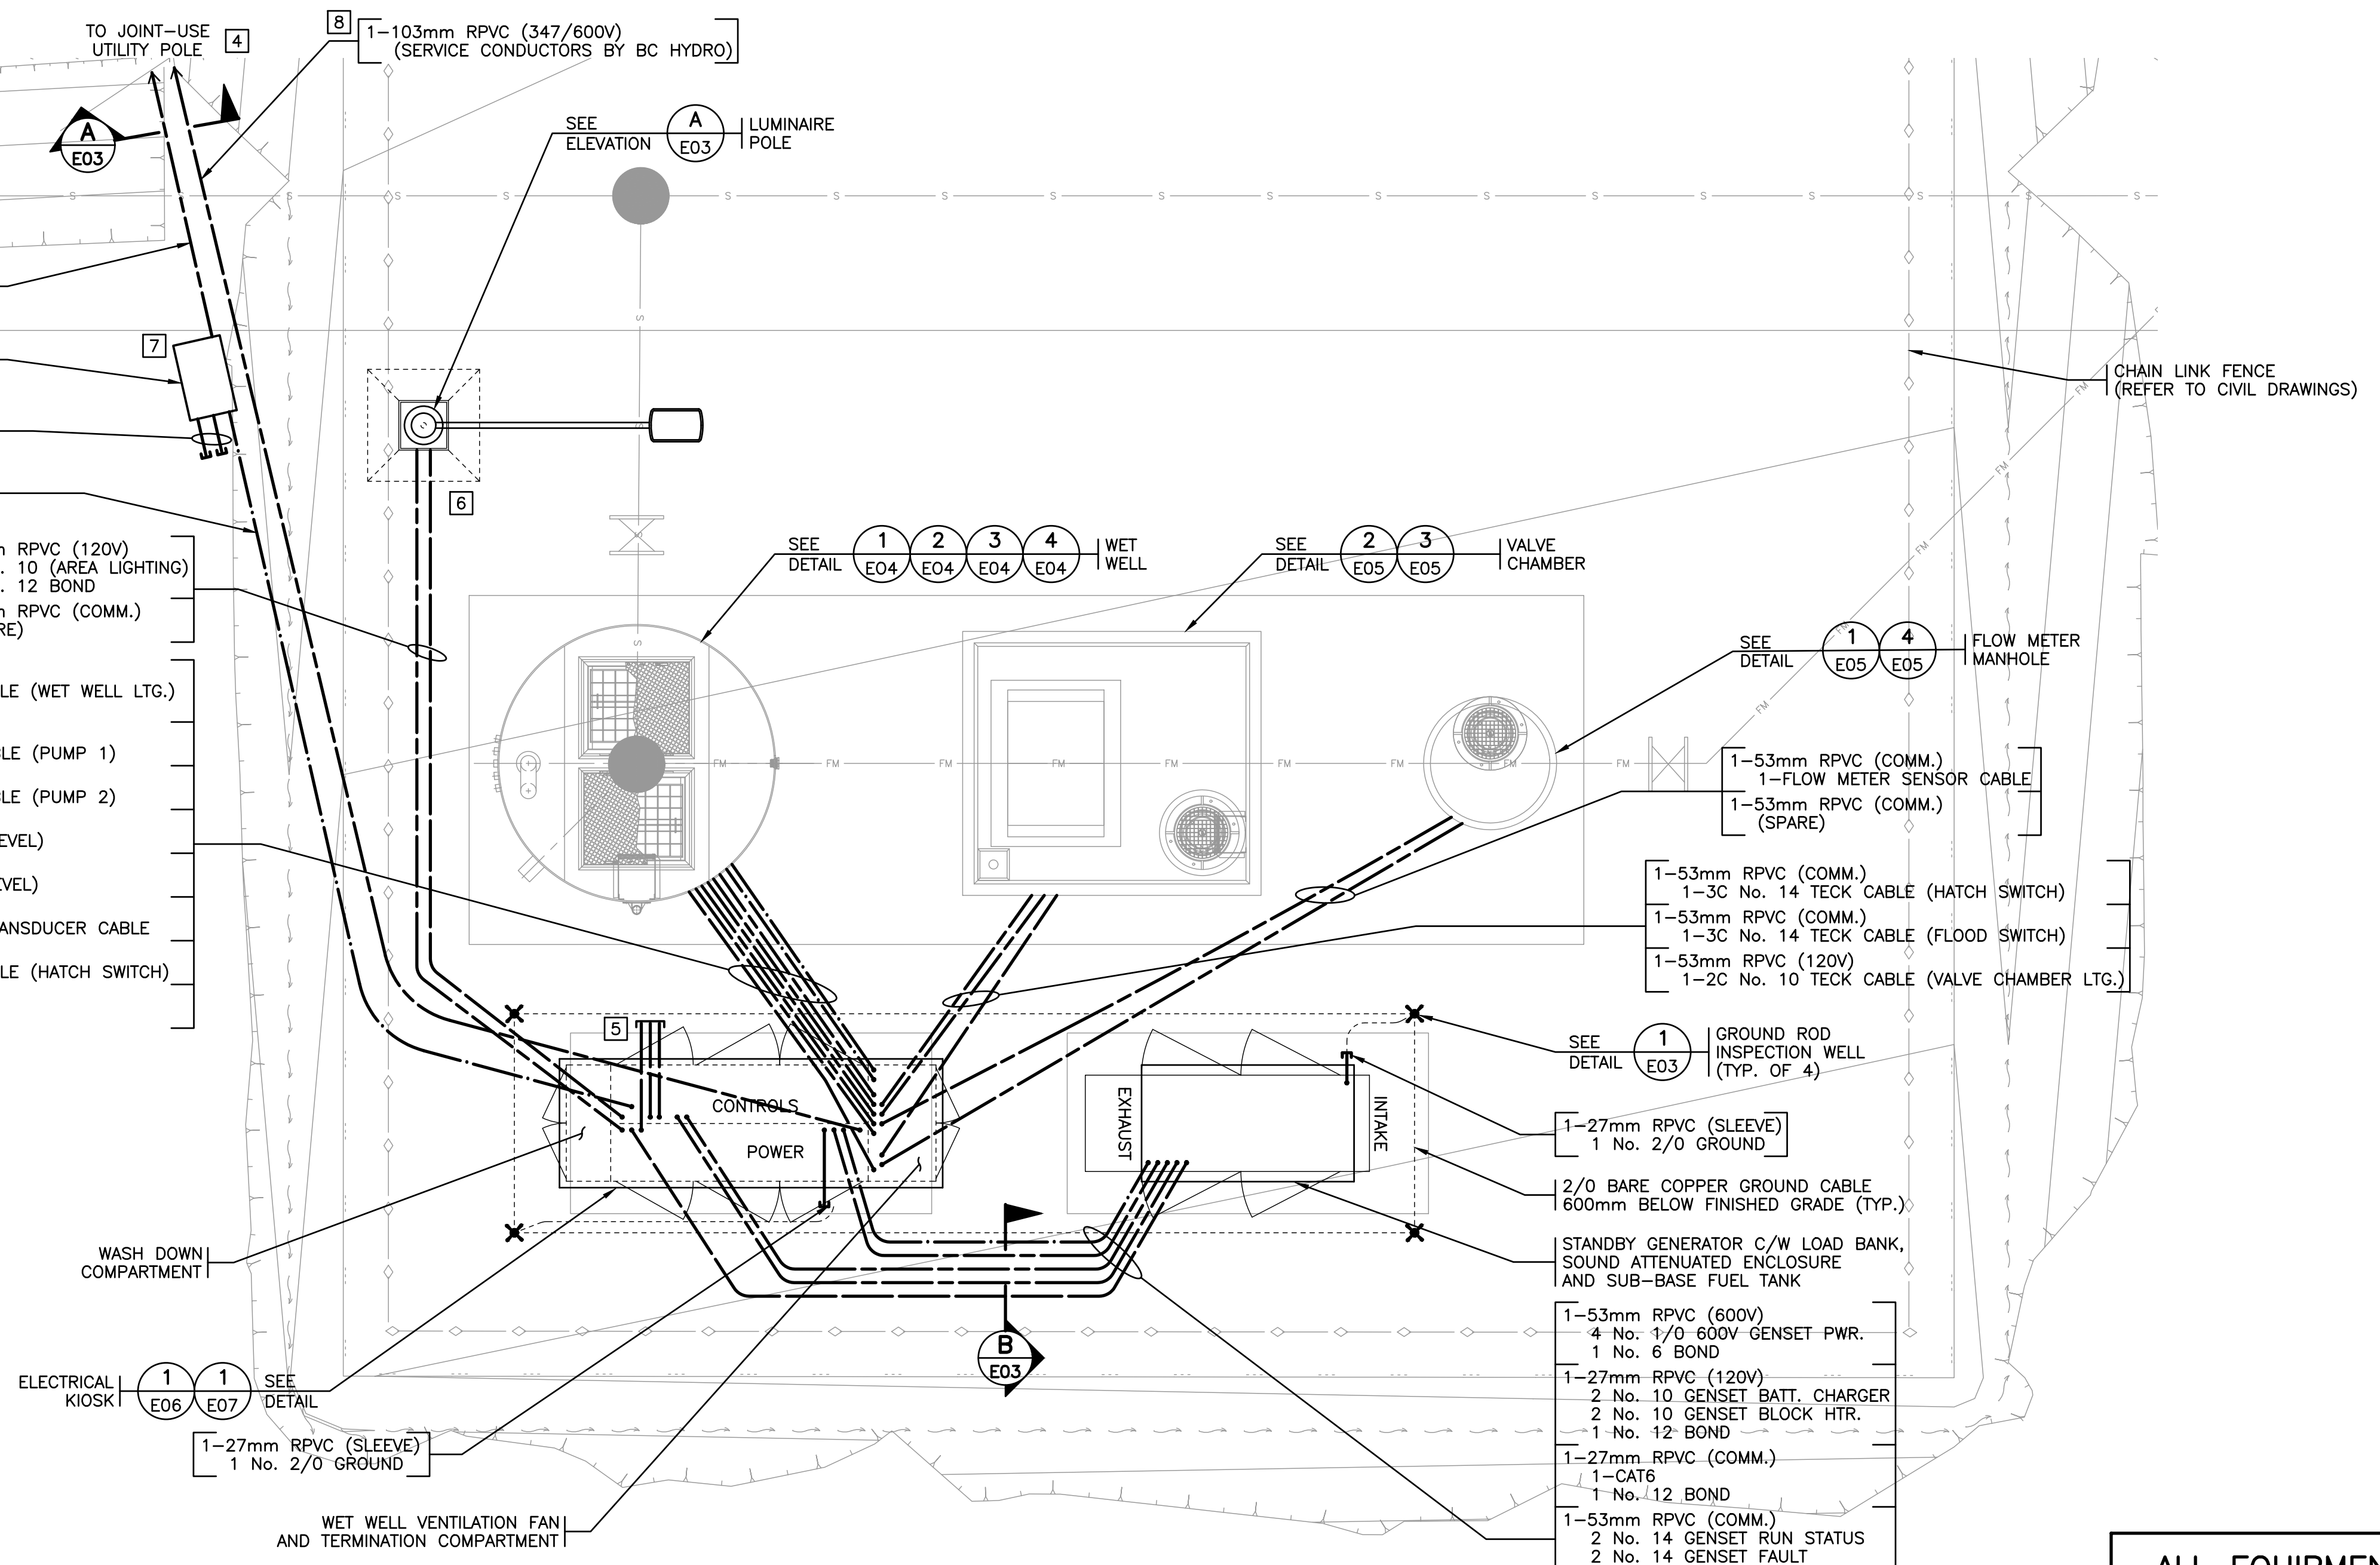 TO JOINT-USE
UTILITY POLE
4
8
1-103mm RPVC (347/600V)
(SERVICE CONDUCTORS BY BC HYDRO)
A
E03
SEE
ELEVATION
A
E03
LUMINAIRE
POLE
7
6
CHAIN LINK FENCE
(REFER TO CIVIL DRAWINGS)
RPVC (120V)
10 (AREA LIGHTING)
12 BOND
RPVC (COMM.)
SEE
DETAIL
1
E04
2
E04
3
E04
4
E04
WET
WELL
SEE
DETAIL
2
E05
3
E05
VALVE
CHAMBER
SEE
DETAIL
1
E05
4
E05
FLOW METER
MANHOLE
(WET WELL LTG.)
(PUMP 1)
(PUMP 2)
CABLE
(HATCH SWITCH)
S S S S S S S S S S S S S S S S S
FM FM FM FM FM FM FM FM FM
FM FM FM FM FM
1-53mm RPVC (COMM.)
1-FLOW METER SENSOR CABLE
1-53mm RPVC (COMM.)
(SPARE)
1-53mm RPVC (COMM.)
1-3C No. 14 TECK CABLE (HATCH SWITCH)
1-53mm RPVC (COMM.)
1-3C No. 14 TECK CABLE (FLOOD SWITCH)
1-53mm RPVC (120V)
1-2C No. 10 TECK CABLE (VALVE CHAMBER LTG.)
5
CONTROLS
POWER
EXHAUST
INTAKE
SEE
DETAIL
1
E03
GROUND ROD
INSPECTION WELL
(TYP. OF 4)
1-27mm RPVC (SLEEVE)
1 No. 2/0 GROUND
2/0 BARE COPPER GROUND CABLE
600mm BELOW FINISHED GRADE (TYP.)
STANDBY GENERATOR C/W LOAD BANK,
SOUND ATTENUATED ENCLOSURE
AND SUB-BASE FUEL TANK
WASH DOWN
COMPARTMENT
B
E03
ELECTRICAL
KIOSK
1
E06
1
E07
SEE
DETAIL
1-27mm RPVC (SLEEVE)
1 No. 2/0 GROUND
WET WELL VENTILATION FAN
AND TERMINATION COMPARTMENT
1-53mm RPVC (600V)
4 No. 1/0 600V GENSET PWR.
1 No. 6 BOND
1-27mm RPVC (120V)
2 No. 10 GENSET BATT. CHARGER
2 No. 10 GENSET BLOCK HTR.
1 No. 12 BOND
1-27mm RPVC (COMM.)
1-CAT6
1 No. 12 BOND
1-53mm RPVC (COMM.)
2 No. 14 GENSET RUN STATUS
2 No. 14 GENSET FAULT